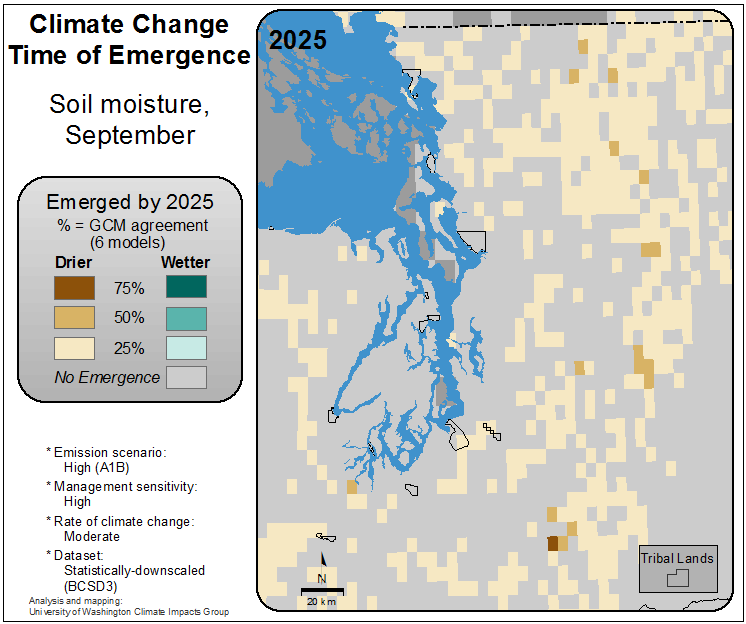 Climate Change
Time of Emergence
Soil moisture,
September
Emerged by 2025
% = GCM agreement
(6 models)
Drier Wetter
75%
50%
25%
No Emergence
* Emission scenario:
High (A1B)
* Management sensitivity:
High
* Rate of climate change:
Moderate
* Dataset:
Statistically-downscaled
(BCSD3)
Analysis and mapping:
University of Washington Climate Impacts Group
2025
N
20 km
Tribal Lands